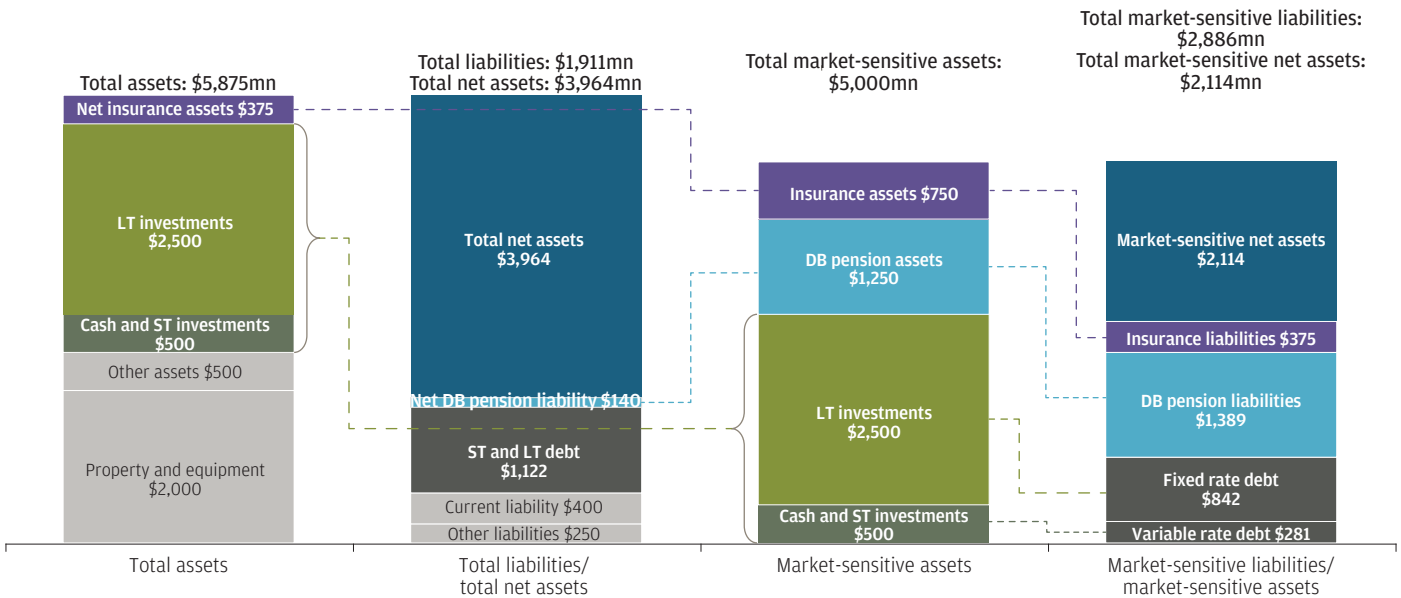 Total assets: $5,875mn
Net insurance assets $375
LT investments
$2,500
Cash and ST investments
$500
Other assets $500
Property and equipment
$2,000
Total assets
Total liabilities: $1,911mn
Total net assets: $3,964mn
Total net assets
$3,964
Net DB pension liability $140
ST and LT debt
$1,122
Current liability $400
Other liabilities $250
Total liabilities/
total net assets
Total market-sensitive assets:
$5,000mn
Insurance assets $750
DB pension assets
$1,250
LT investments
$2,500
Cash and ST investments
$500
Market-sensitive assets
Total market-sensitive liabilities:
$2,886mn
Total market-sensitive net assets:
$2,114mn
Market-sensitive net assets
$2,114
Insurance liabilities $375
DB pension liabilities
$1,389
Fixed rate debt
$842
Variable rate debt $281
Market-sensitive liabilities/
market-sensitive assets